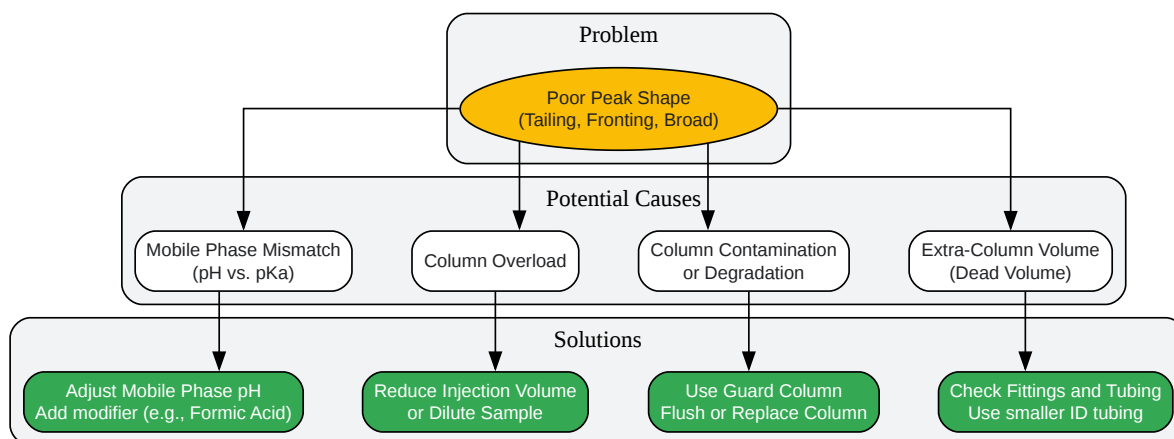 Problem
Poor Peak Shape
(Tailing, Fronting, Broad)
Potential Causes
Mobile Phase Mismatch
(pH vs. pKa)
Column Overload
Column Contamination
or Degradation
Extra-Column Volume
(Dead Volume)
Solutions
Adjust Mobile Phase pH
Add modifier (e.g., Formic Acid)
Reduce Injection Volume
or Dilute Sample
Use Guard Column
Flush or Replace Column
Check Fittings and Tubing
Use smaller ID tubing